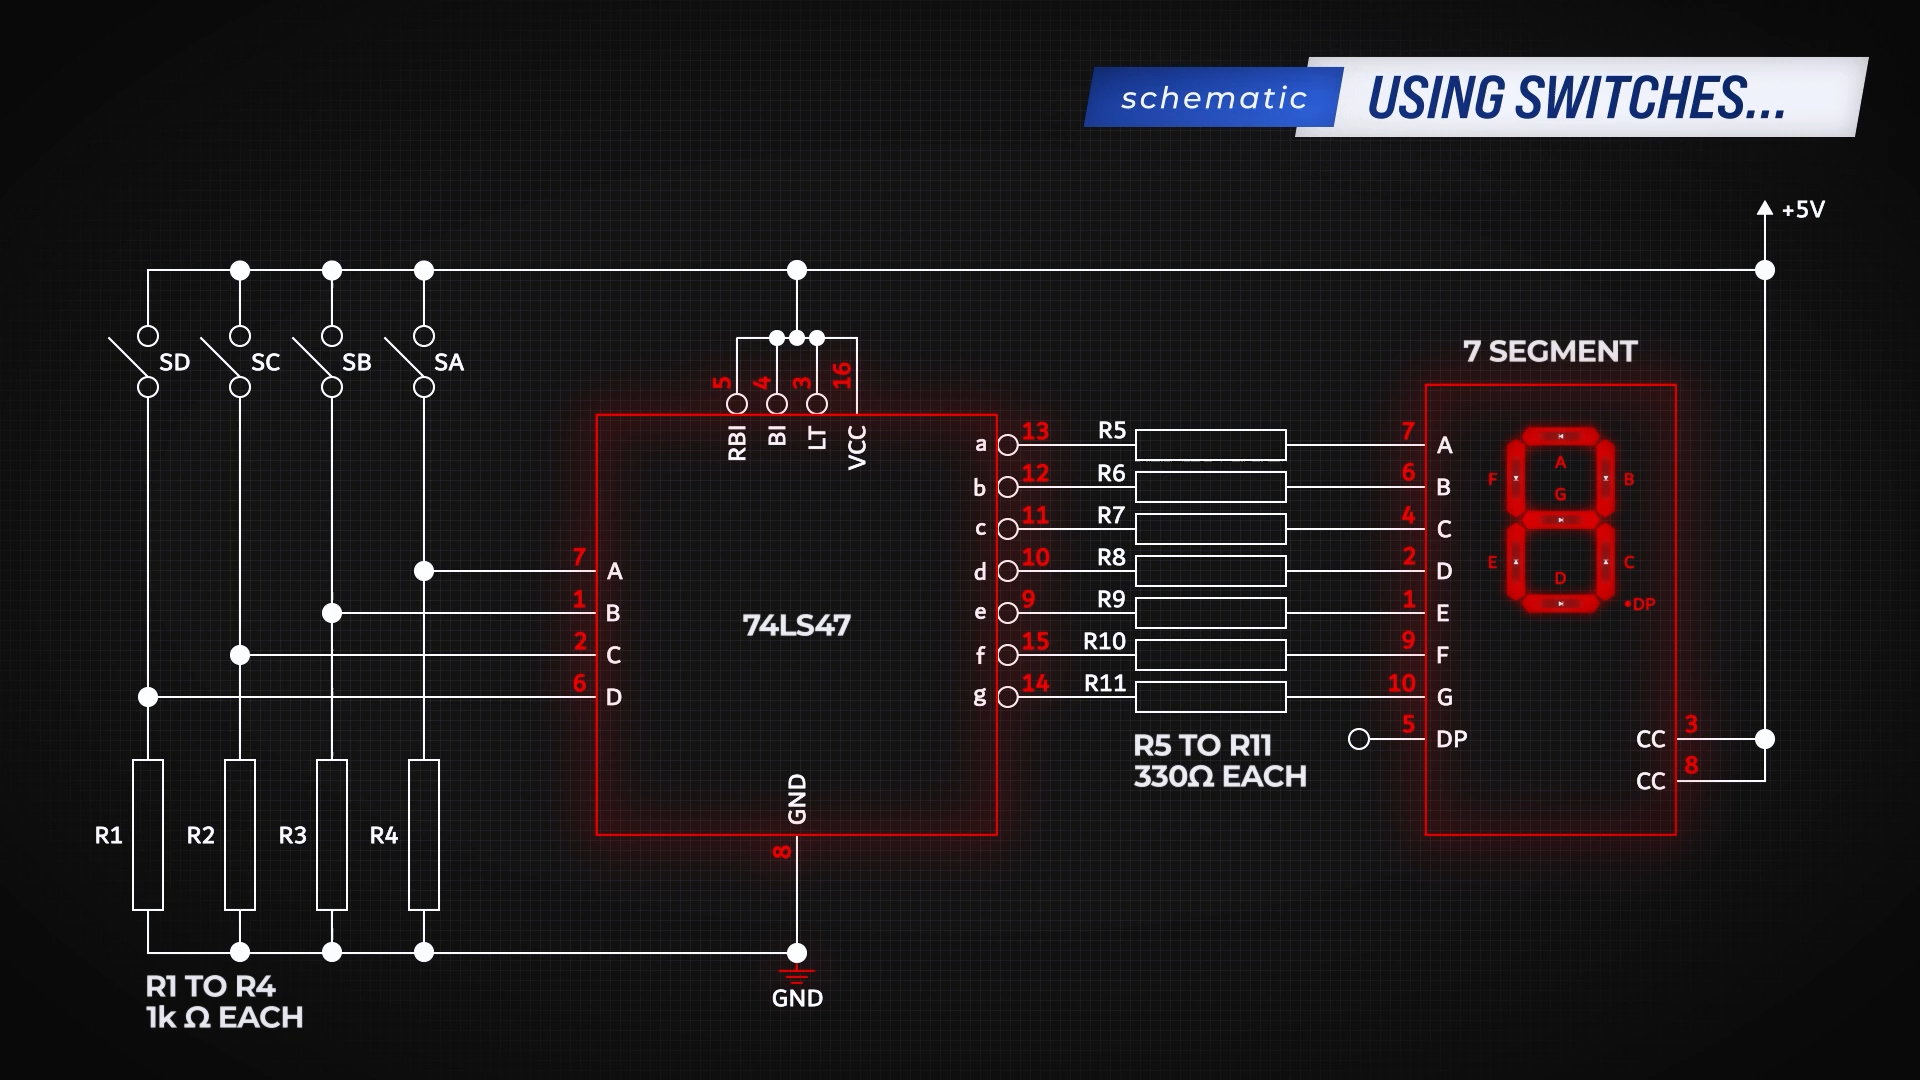 schematic
USING SWITCHES...
+5V
SD
SC
SB
SA
7 SEGMENT
5
4
3
16
RBI
BI
LT
VCC
7
A
1
B
2
C
6
D
74LS47
GND
8
a
13
R5
b
12
R6
c
11
R7
d
10
R8
e
9
R9
f
15
R10
g
14
R11
R5 TO R11
330Ω EACH
7
A
6
B
4
C
2
D
1
E
9
F
10
G
5
DP
A
F
B
G
E
C
D
•DP
CC
3
CC
8
R1
R2
R3
R4
R1 TO R4
1k Ω EACH
GND